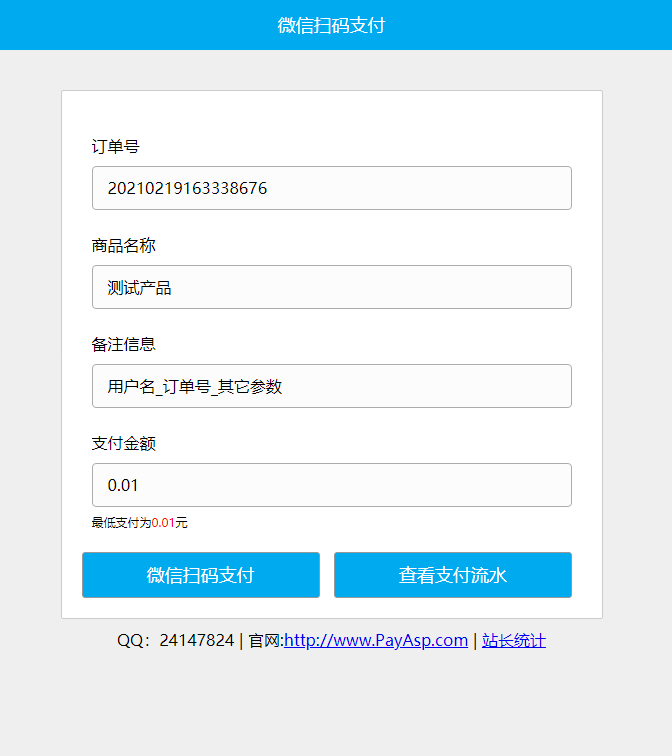 微信扫码支付
订单号
20210219163338676
商品名称
测试产品
备注信息
用户名_订单号_其它参数
支付金额
0.01
最低支付为0.01元
微信扫码支付 查看支付流水
QQ：24147824 | 官网:http://www.PayAsp.com | 站长统计